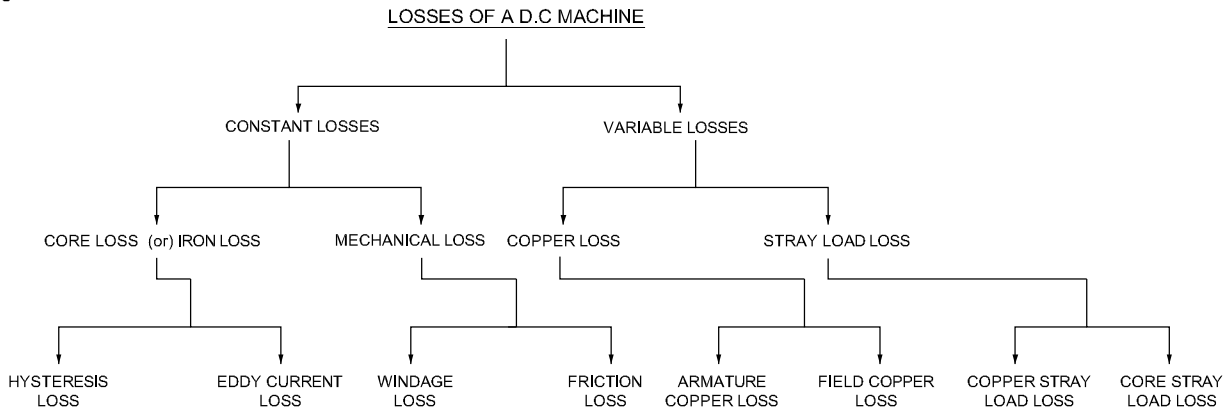 LOSSES OF A D.C MACHINE
CONSTANT LOSSES
VARIABLE LOSSES
CORE LOSS (or) IRON LOSS
MECHANICAL LOSS
COPPER LOSS
STRAY LOAD LOSS
HYSTERESIS
LOSS
EDDY CURRENT
LOSS
WINDAGE
LOSS
FRICTION
LOSS
ARMATURE
COPPER LOSS
FIELD COPPER
LOSS
COPPER STRAY
LOAD LOSS
CORE STRAY
LOAD LOSS